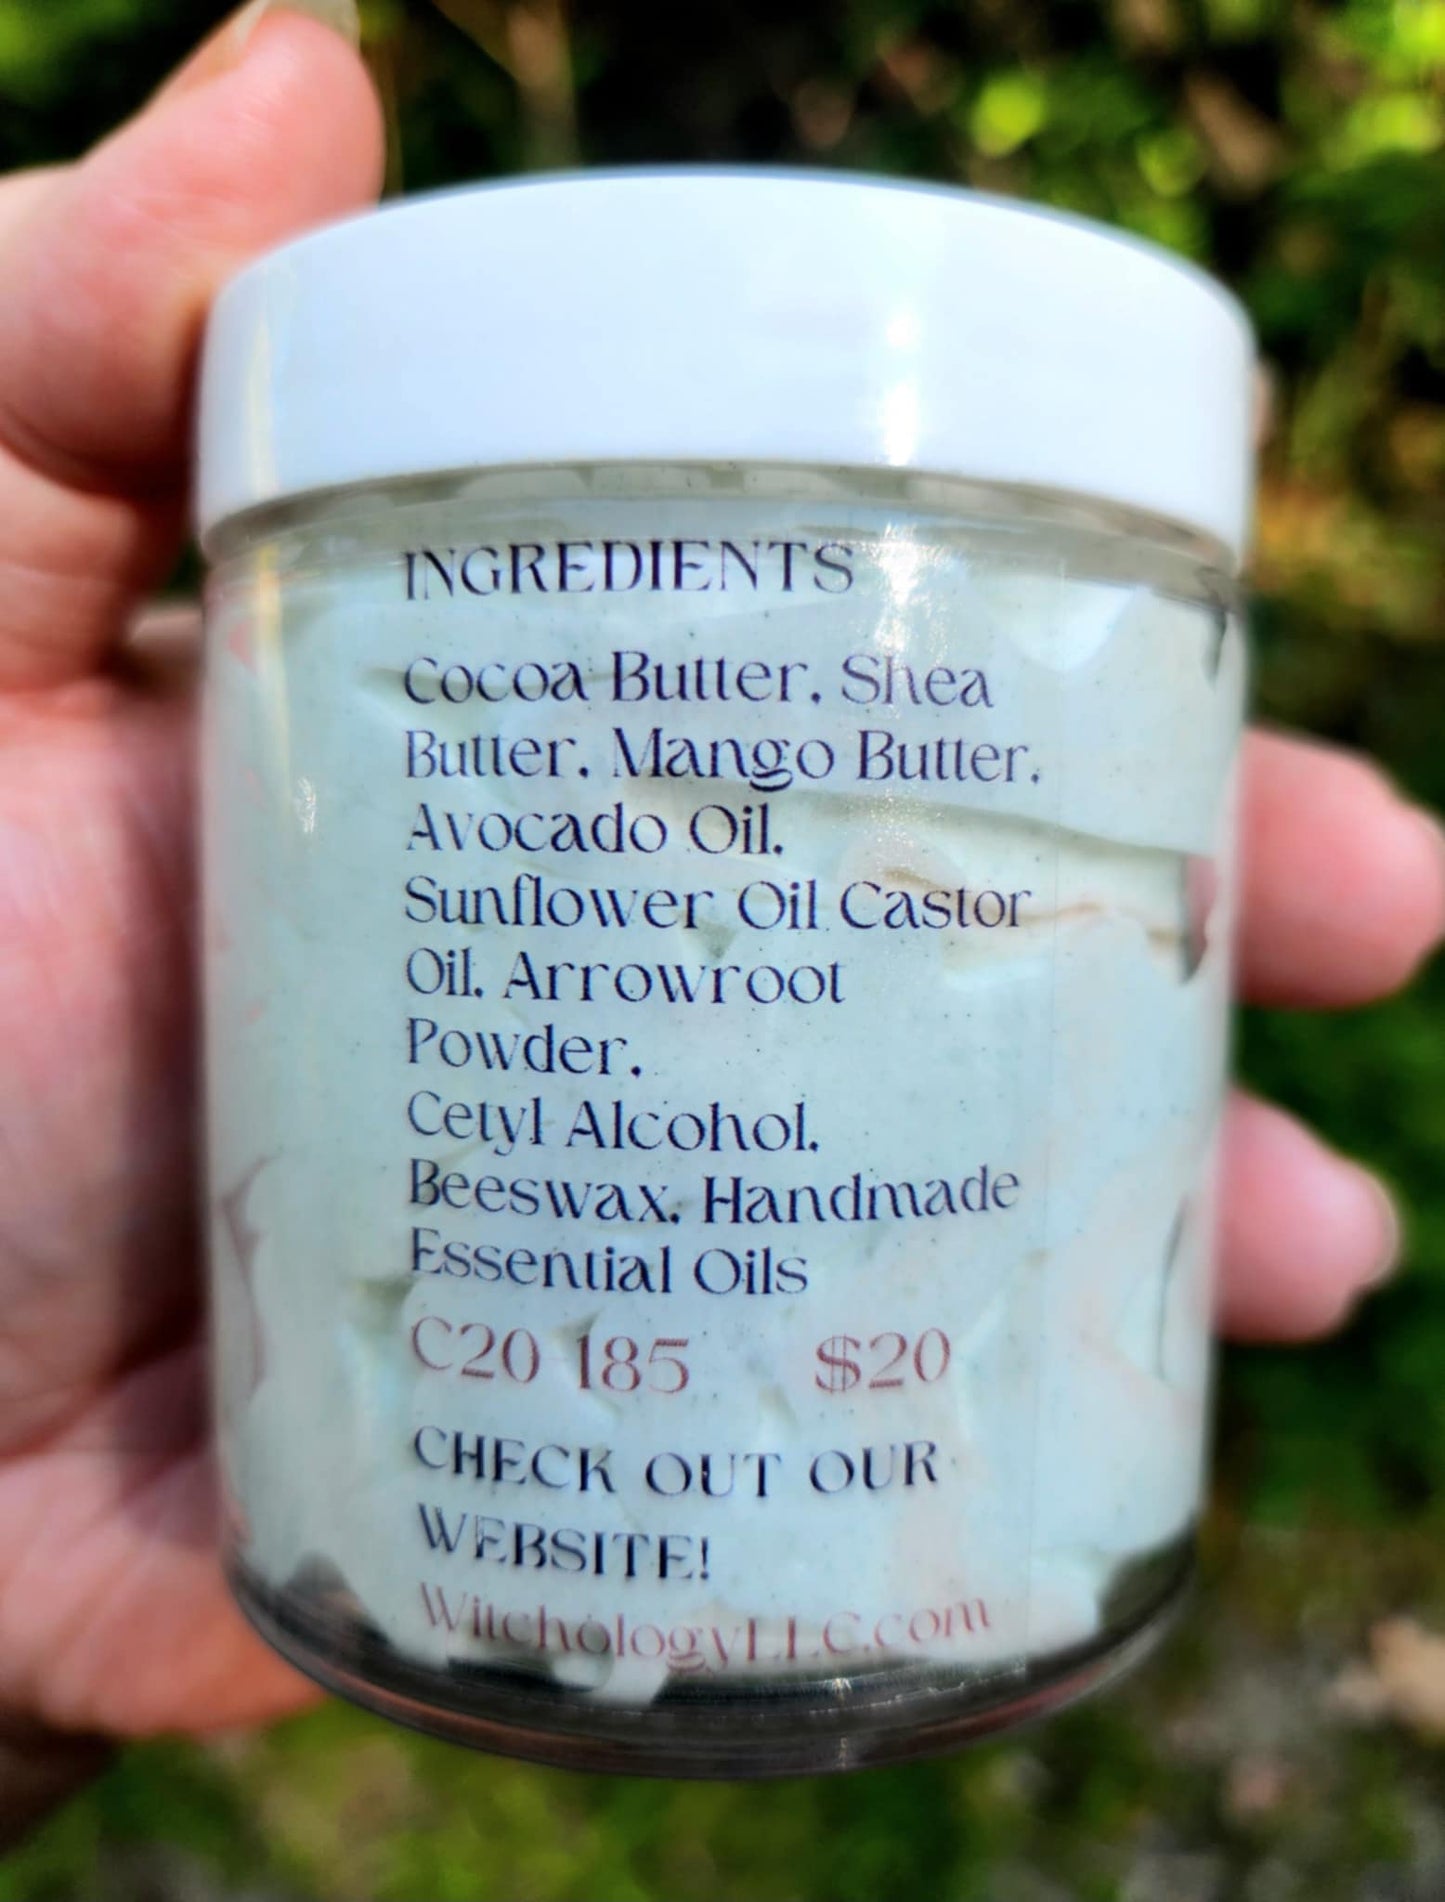 INGREDIENTS
Cocoa Butter, Shea
Butter, Mango Butter,
Avocado Oil,
Sunflower Oil Castor
Oil, Arrowroot
Powder,
Cetyl Alcohol,
Beeswax, Handmade
Essential Oils
C20 185 $20
CHECK OUT OUR
WEBSITE!
WitchologyLLC.com